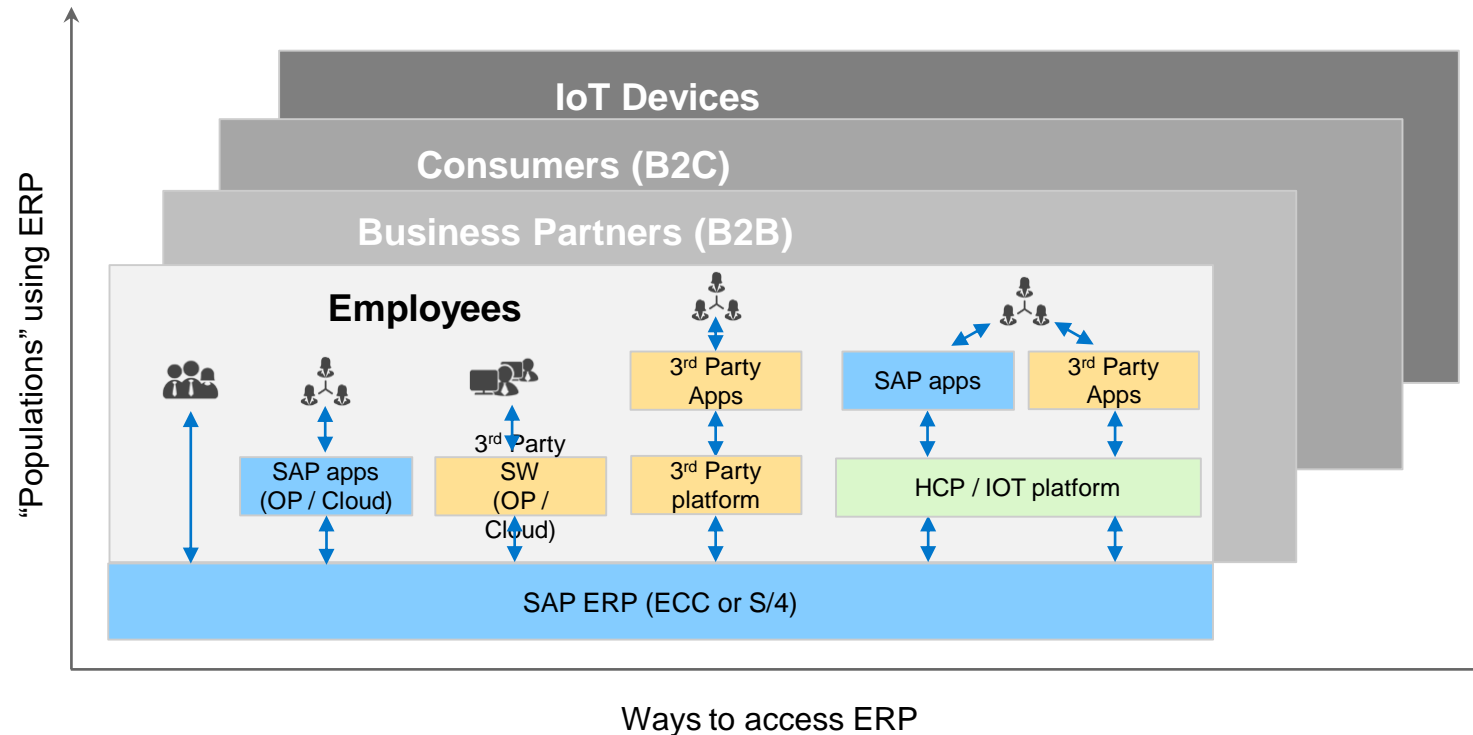 “Populations” using ERP
IoT Devices
Consumers (B2C)
Business Partners (B2B)
Employees
3rd Party
Apps
SAP apps
3rd Party
Apps
SAP apps
(OP / Cloud)
3rd Party
SW
(OP /
Cloud)
3rd Party
platform
HCP / IOT platform
SAP ERP (ECC or S/4)
Ways to access ERP